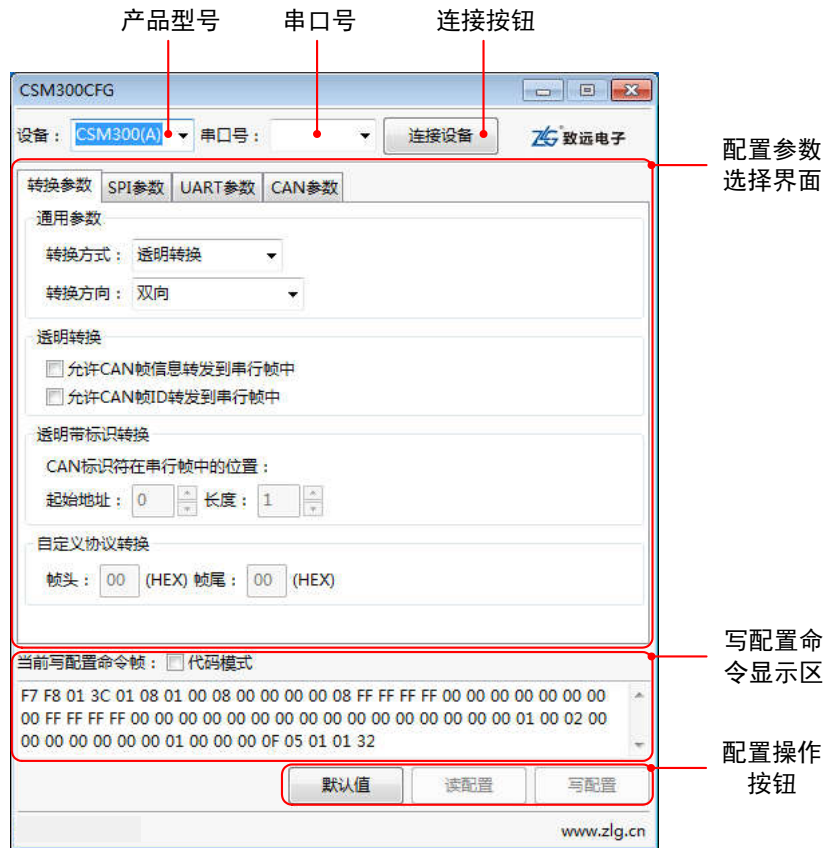 产品型号 串口号 连接按钮
CSM300CFG
设备： CSM300(A) 串口号： 连接设备 ZLG 致远电子
配置参数
选择界面
转换参数 SPI参数 UART参数 CAN参数
通用参数
转换方式： 透明转换
转换方向： 双向
透明转换
允许CAN帧信息转发到串行帧中
允许CAN帧ID转发到串行帧中
透明带标识转换
CAN标识符在串行帧中的位置：
起始地址： 0 长度： 1
自定义协议转换
帧头： 00 (HEX) 帧尾： 00 (HEX)
写配置命
令显示区
当前写配置命令帧： 代码模式
F7 F8 01 3C 01 08 01 00 08 00 00 00 00 08 FF FF FF FF 00 00 00 00 00 00 00 00
00 FF FF FF FF 00 00 00 00 00 00 00 00 00 00 00 00 00 00 00 00 00 01 00 02 00
00 00 00 00 00 00 01 00 00 00 0F 05 01 01 32
配置操作
按钮
默认值 读配置 写配置
www.zlg.cn